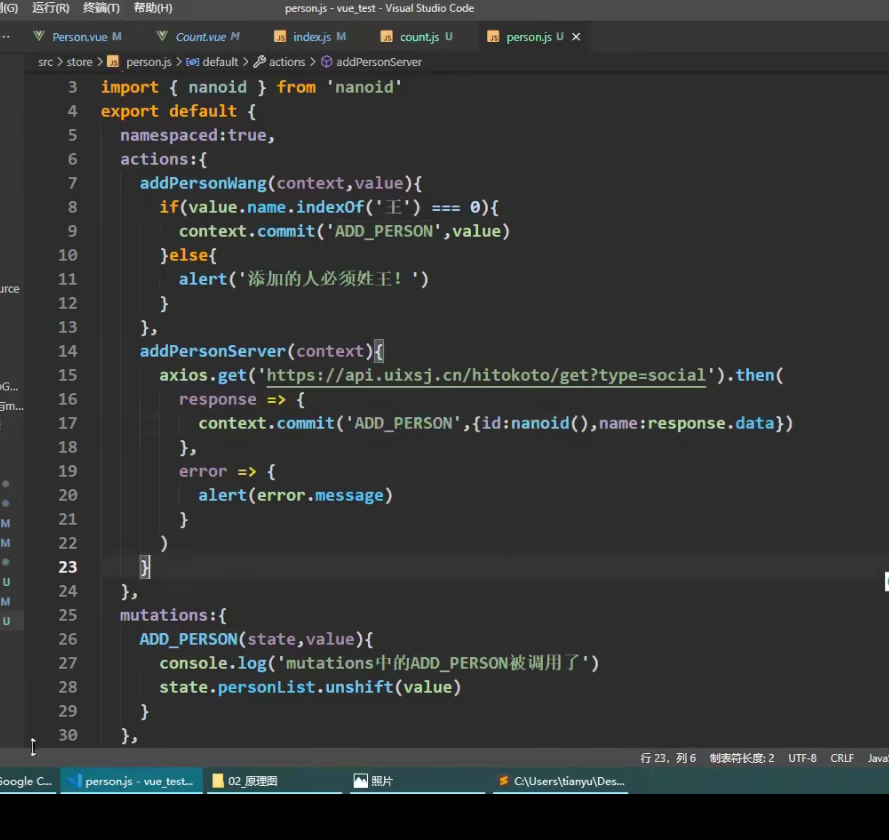 (G) 运行(R) 终端(T) 帮助(H) person.js - vue_test - Visual Studio Code
··· Person.vue M Count.vue M index.js M count.js U person.js U ×
src > store > person.js > default > actions > addPersonServer
3 import { nanoid } from 'nanoid'
4 export default {
5 namespaced:true,
6 actions:{
7 addPersonWang(context,value){
8 if(value.name.indexOf('王') === 0){
9 context.commit('ADD_PERSON',value)
10 }else{
11 alert('添加的人必须姓王！')
12 }
13 },
14 addPersonServer(context){
15 axios.get('https://api.uixsj.cn/hitokoto/get?type=social').then(
16 response => {
17 context.commit('ADD_PERSON',{id:nanoid(),name:response.data})
18 },
19 error => {
20 alert(error.message)
21 }
22 )
23 }
24 },
25 mutations:{
26 ADD_PERSON(state,value){
27 console.log('mutations中的ADD_PERSON被调用了')
28 state.personList.unshift(value)
29 }
30 },
urce
oG...
与m...
M
M
U
M
U
行 23，列 6 制表符长度: 2 UTF-8 CRLF JavaS
Google C... person.js - vue_test... 02_原理图 照片 C:\Users\tianyu\Des...